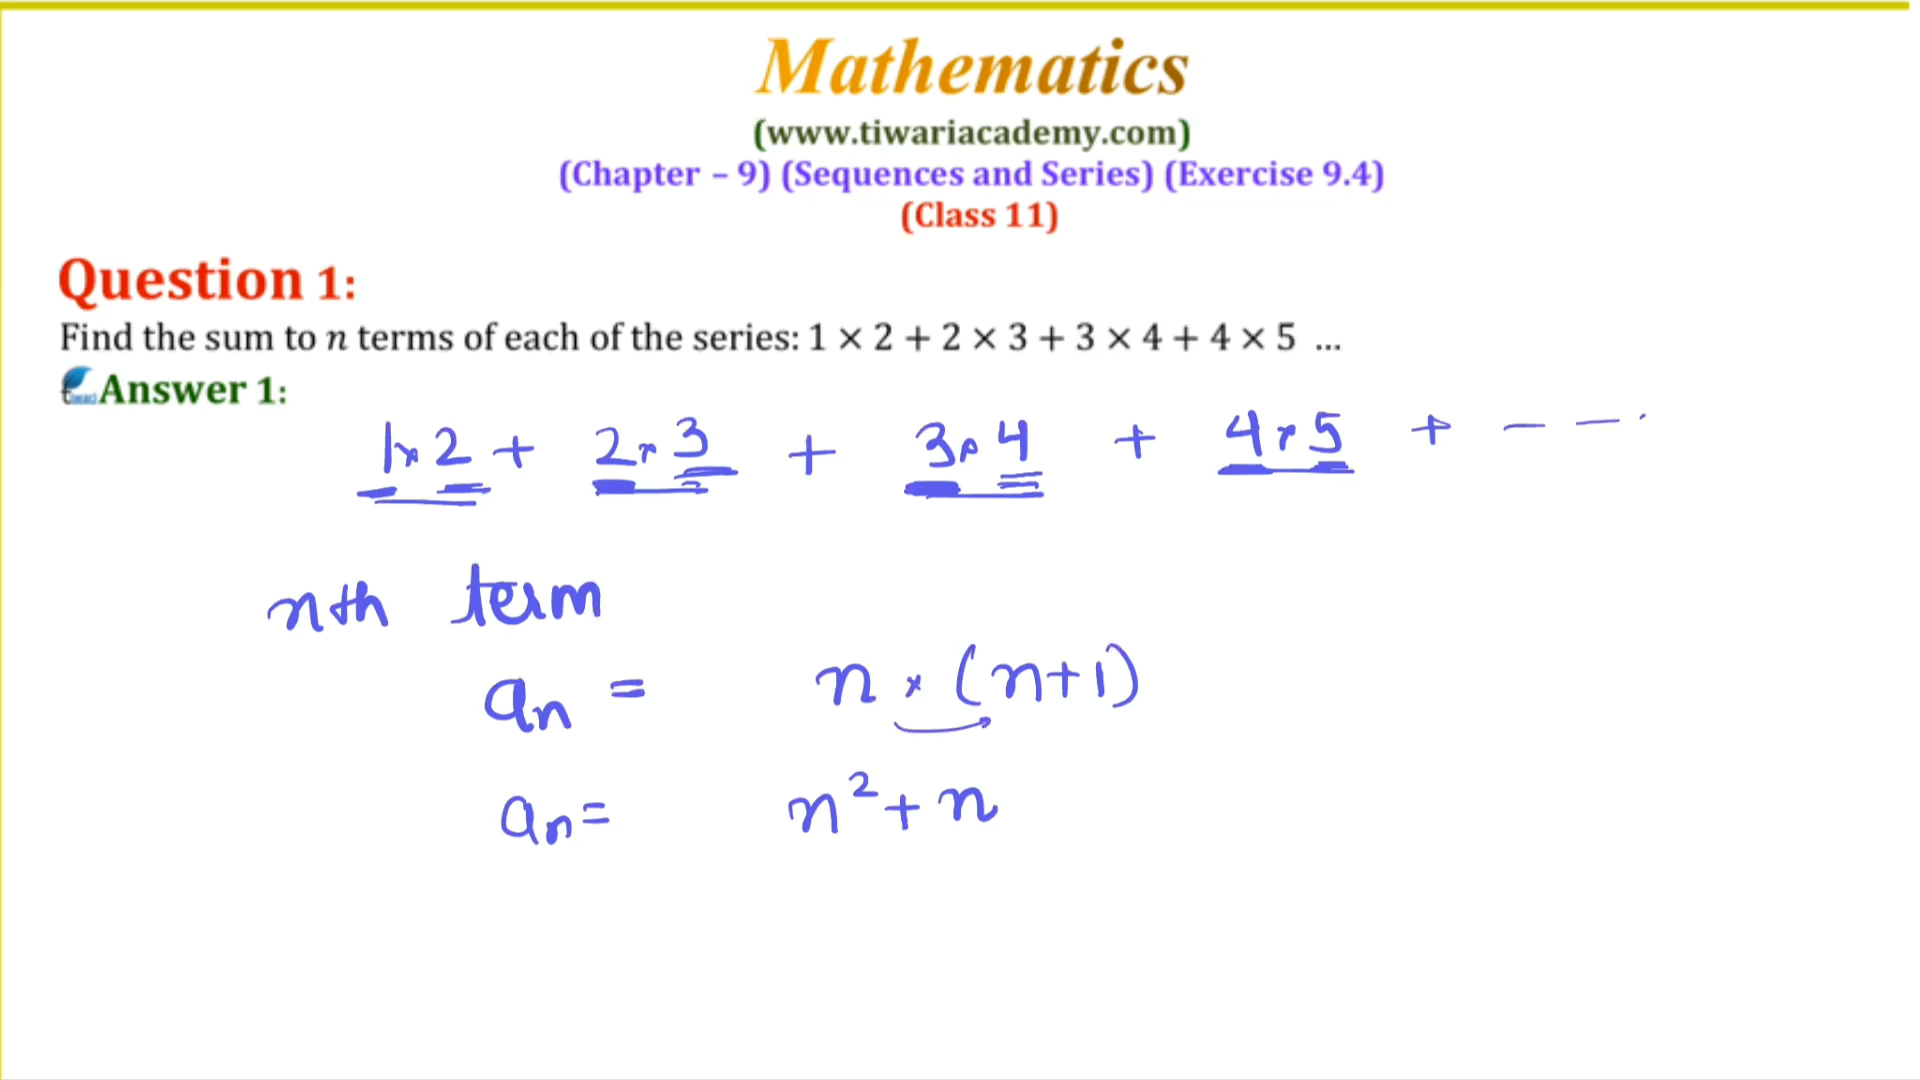 Mathematics
(www.tiwariacademy.com)
(Chapter – 9) (Sequences and Series) (Exercise 9.4)
(Class 11)
Question 1:
Find the sum to n terms of each of the series: 1 × 2 + 2 × 3 + 3 × 4 + 4 × 5 ...
Answer 1:
1×2 + 2×3 + 3×4 + 4×5 + - - ·
nth term
aₙ = n × (n+1)
aₙ = n² + n